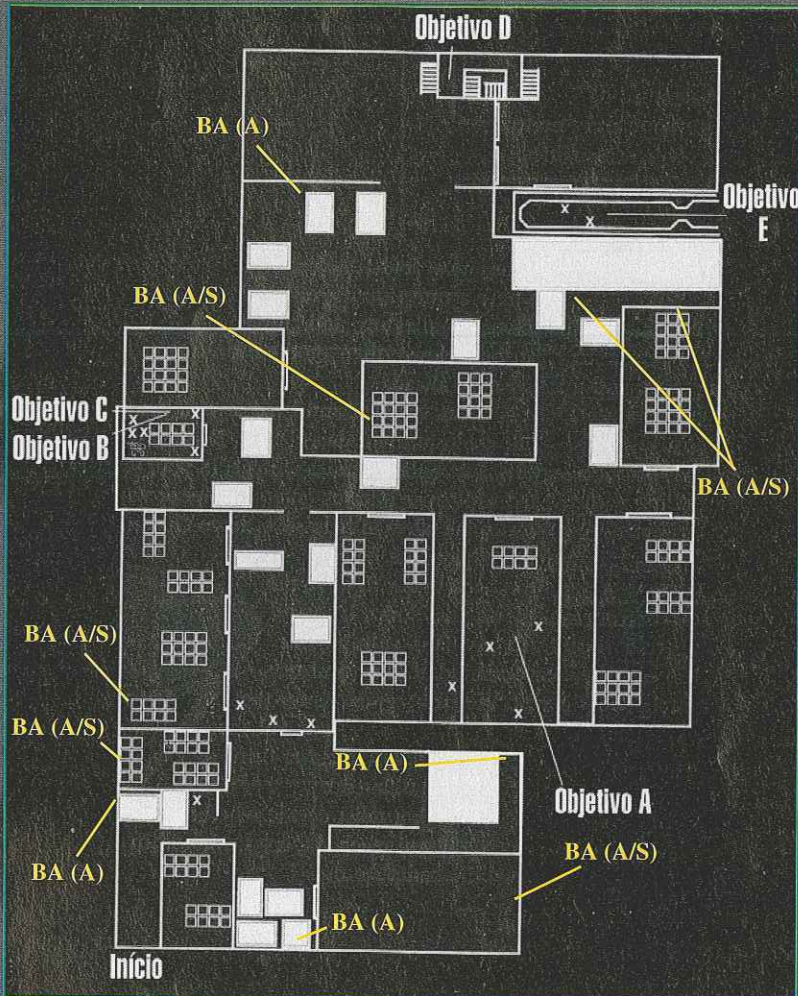 Objetivo D
BA (A)
Objetivo
E
BA (A/S)
Objetivo C
Objetivo B
BA (A/S)
BA (A/S)
BA (A/S)
BA (A)
Objetivo A
BA (A/S)
BA (A)
BA (A)
Início